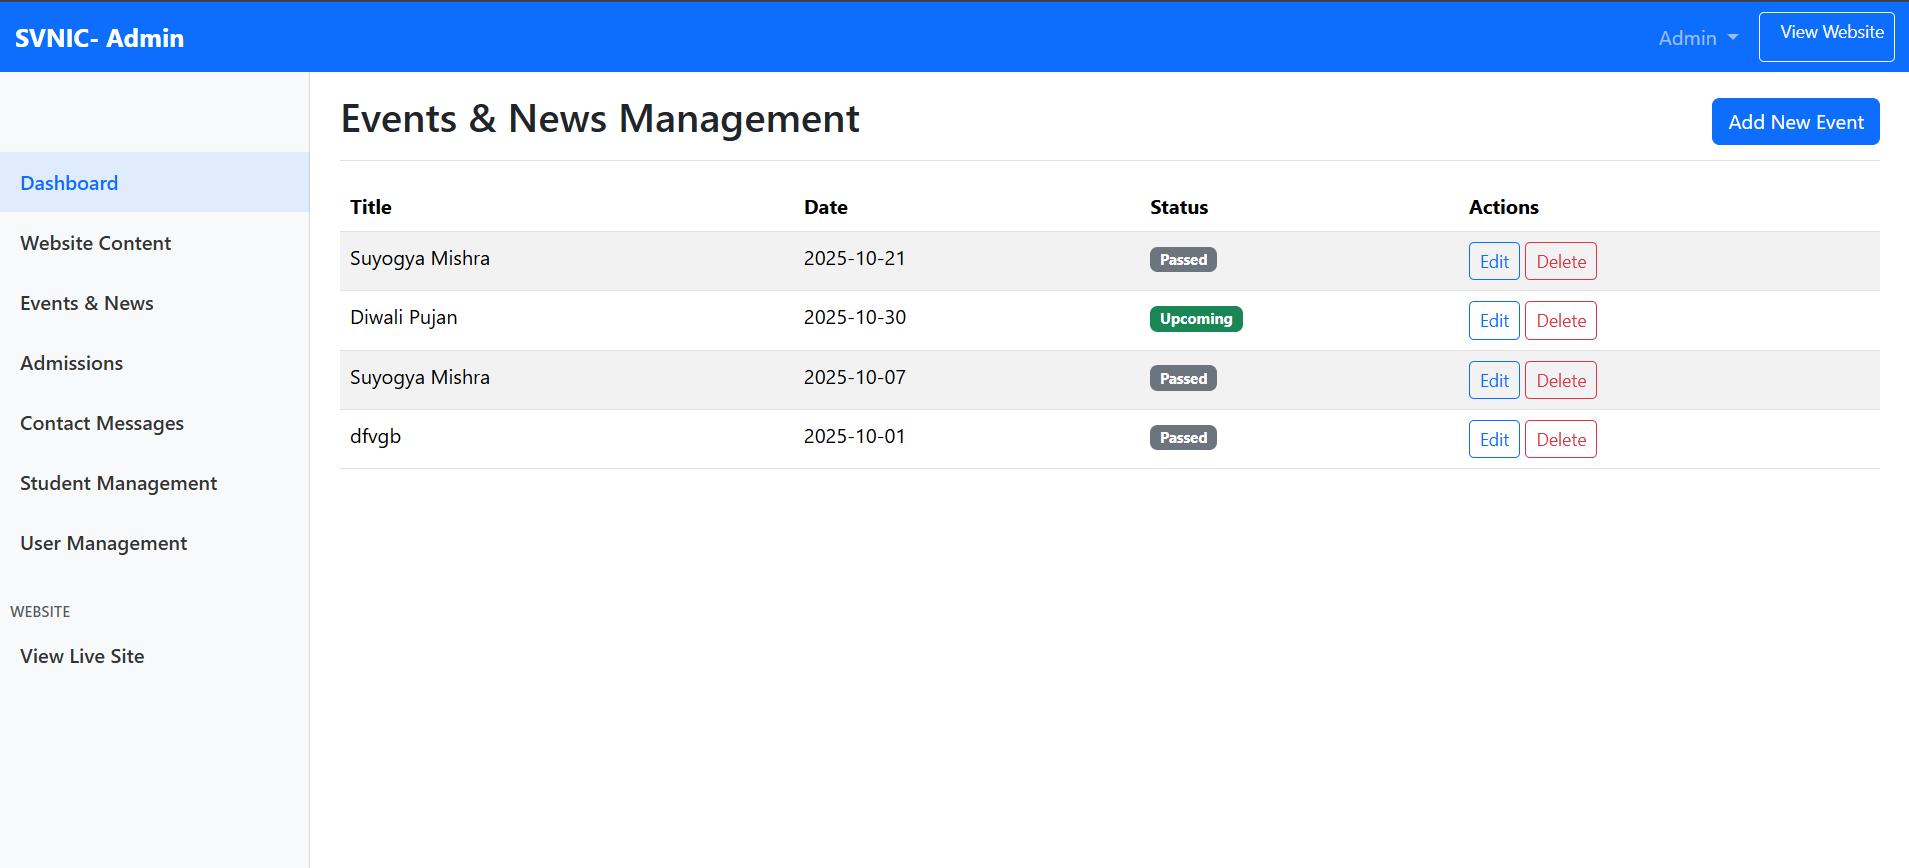 SVNIC- Admin
Admin
View Website
Dashboard
Website Content
Events & News
Admissions
Contact Messages
Student Management
User Management
WEBSITE
View Live Site
Events & News Management
Add New Event
Title Date Status Actions
Suyogya Mishra 2025-10-21 Passed Edit Delete
Diwali Pujan 2025-10-30 Upcoming Edit Delete
Suyogya Mishra 2025-10-07 Passed Edit Delete
dfvgb 2025-10-01 Passed Edit Delete